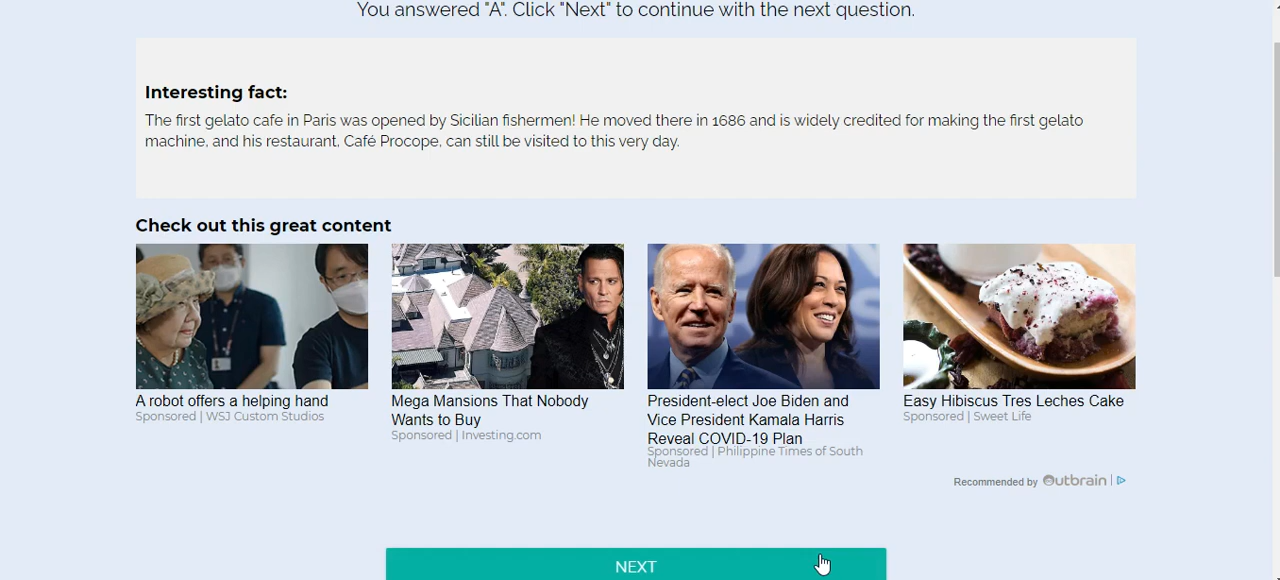 You answered "A". Click "Next" to continue with the next question.
Interesting fact:
The first gelato cafe in Paris was opened by Sicilian fishermen! He moved there in 1686 and is widely credited for making the first gelato
machine, and his restaurant, Café Procope, can still be visited to this very day.
Check out this great content
A robot offers a helping hand
Sponsored | WSJ Custom Studios
Mega Mansions That Nobody
Wants to Buy
Sponsored | Investing.com
President-elect Joe Biden and
Vice President Kamala Harris
Reveal COVID-19 Plan
Sponsored | Philippine Times of South
Nevada
Easy Hibiscus Tres Leches Cake
Sponsored | Sweet Life
Recommended by Outbrain |
NEXT